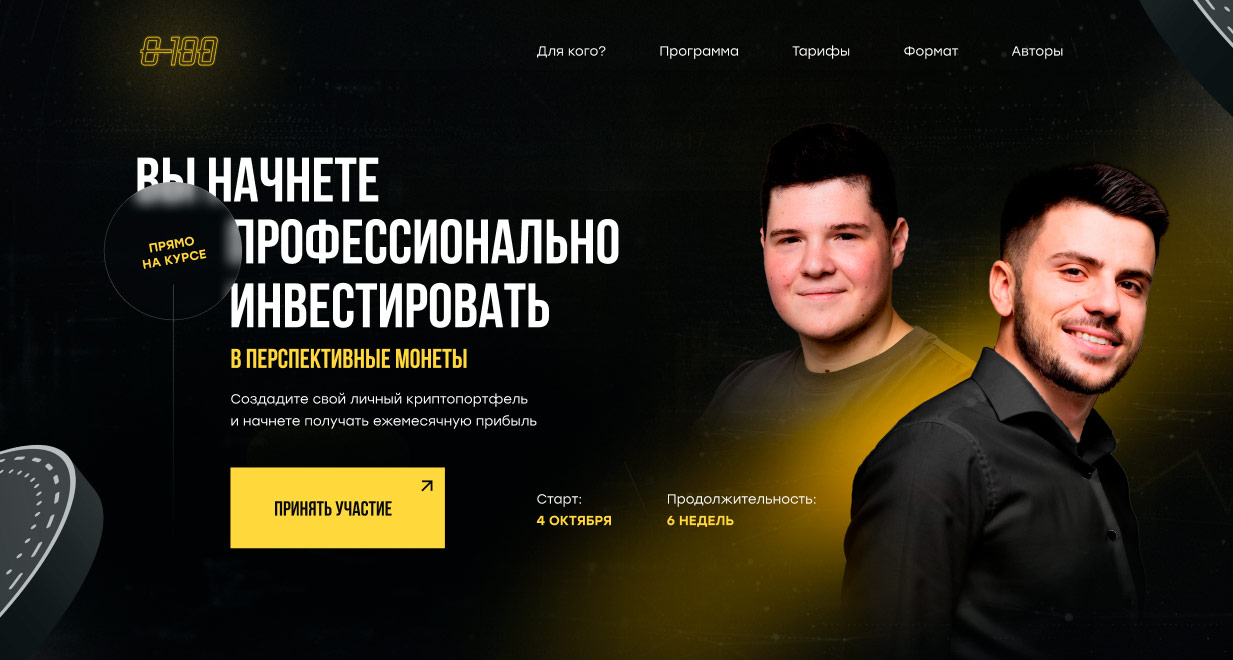 0-100
Для кого?
Программа
Тарифы
Формат
Авторы
ВЫ НАЧНЕТЕ
ПРОФЕССИОНАЛЬНО
ИНВЕСТИРОВАТЬ
ПРЯМО
НА КУРСЕ
В ПЕРСПЕКТИВНЫЕ МОНЕТЫ
Создадите свой личный криптопортфель
и начнете получать ежемесячную прибыль
ПРИНЯТЬ УЧАСТИЕ
Старт:
4 ОКТЯБРЯ
Продолжительность:
6 НЕДЕЛЬ